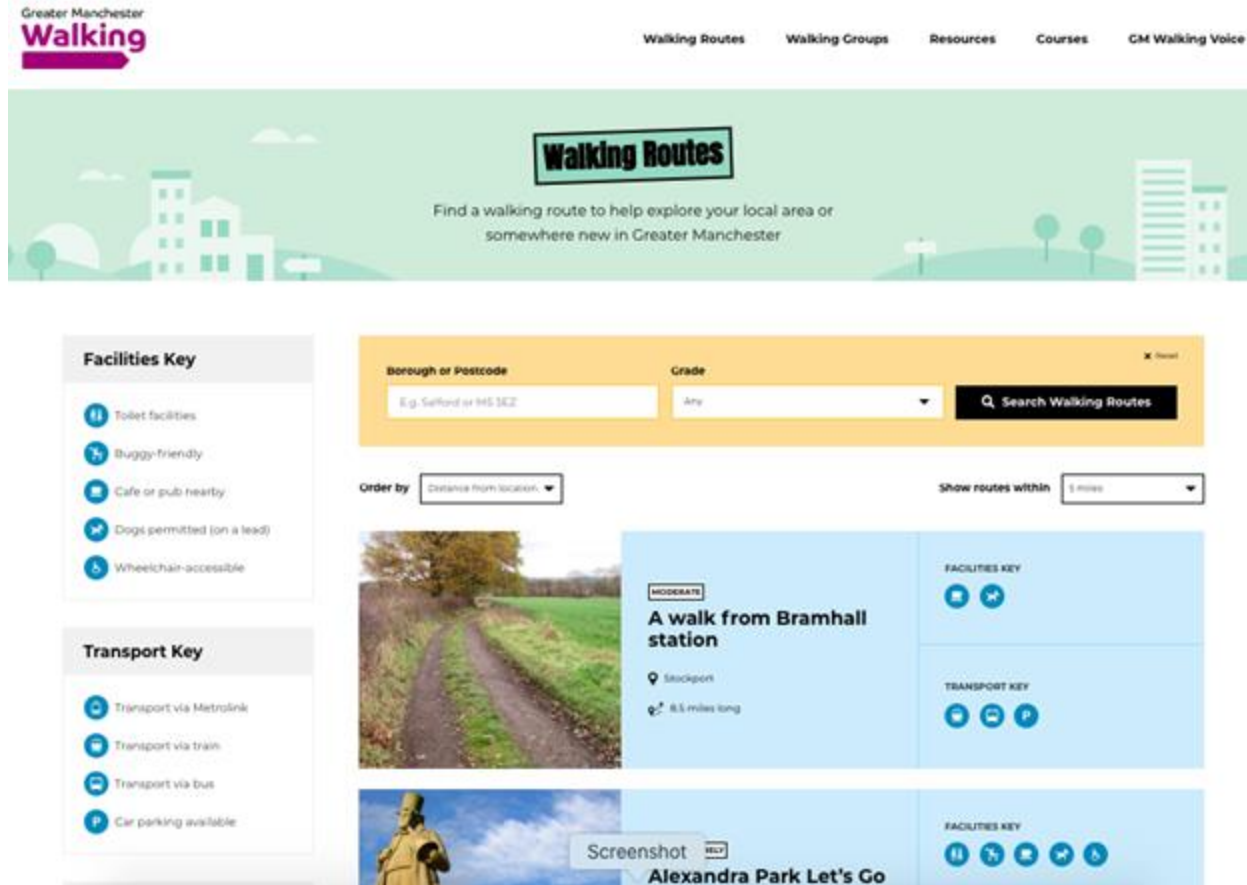 Greater Manchester
Walking
Walking Routes
Walking Groups
Resources
Courses
GM Walking Voice
Walking Routes
Find a walking route to help explore your local area or
somewhere new in Greater Manchester
Facilities Key
Toilet facilities
Buggy-friendly
Cafe or pub nearby
Dogs permitted (on a lead)
Wheelchair-accessible
Transport Key
Transport via Metrolink
Transport via train
Transport via bus
P
Car parking available
Borough or Postcode
E.g. Salford or M5
Grade
Any
Reset
Search Walking Routes
Order by
Distance from location
Show routes within
5 miles
MODERATE
A walk from Bramhall
station
Stockport
8.5 miles long
FACILITIES KEY
TRANSPORT KEY
P
Screenshot
Alexandra Park Let's Go
FACILITIES KEY